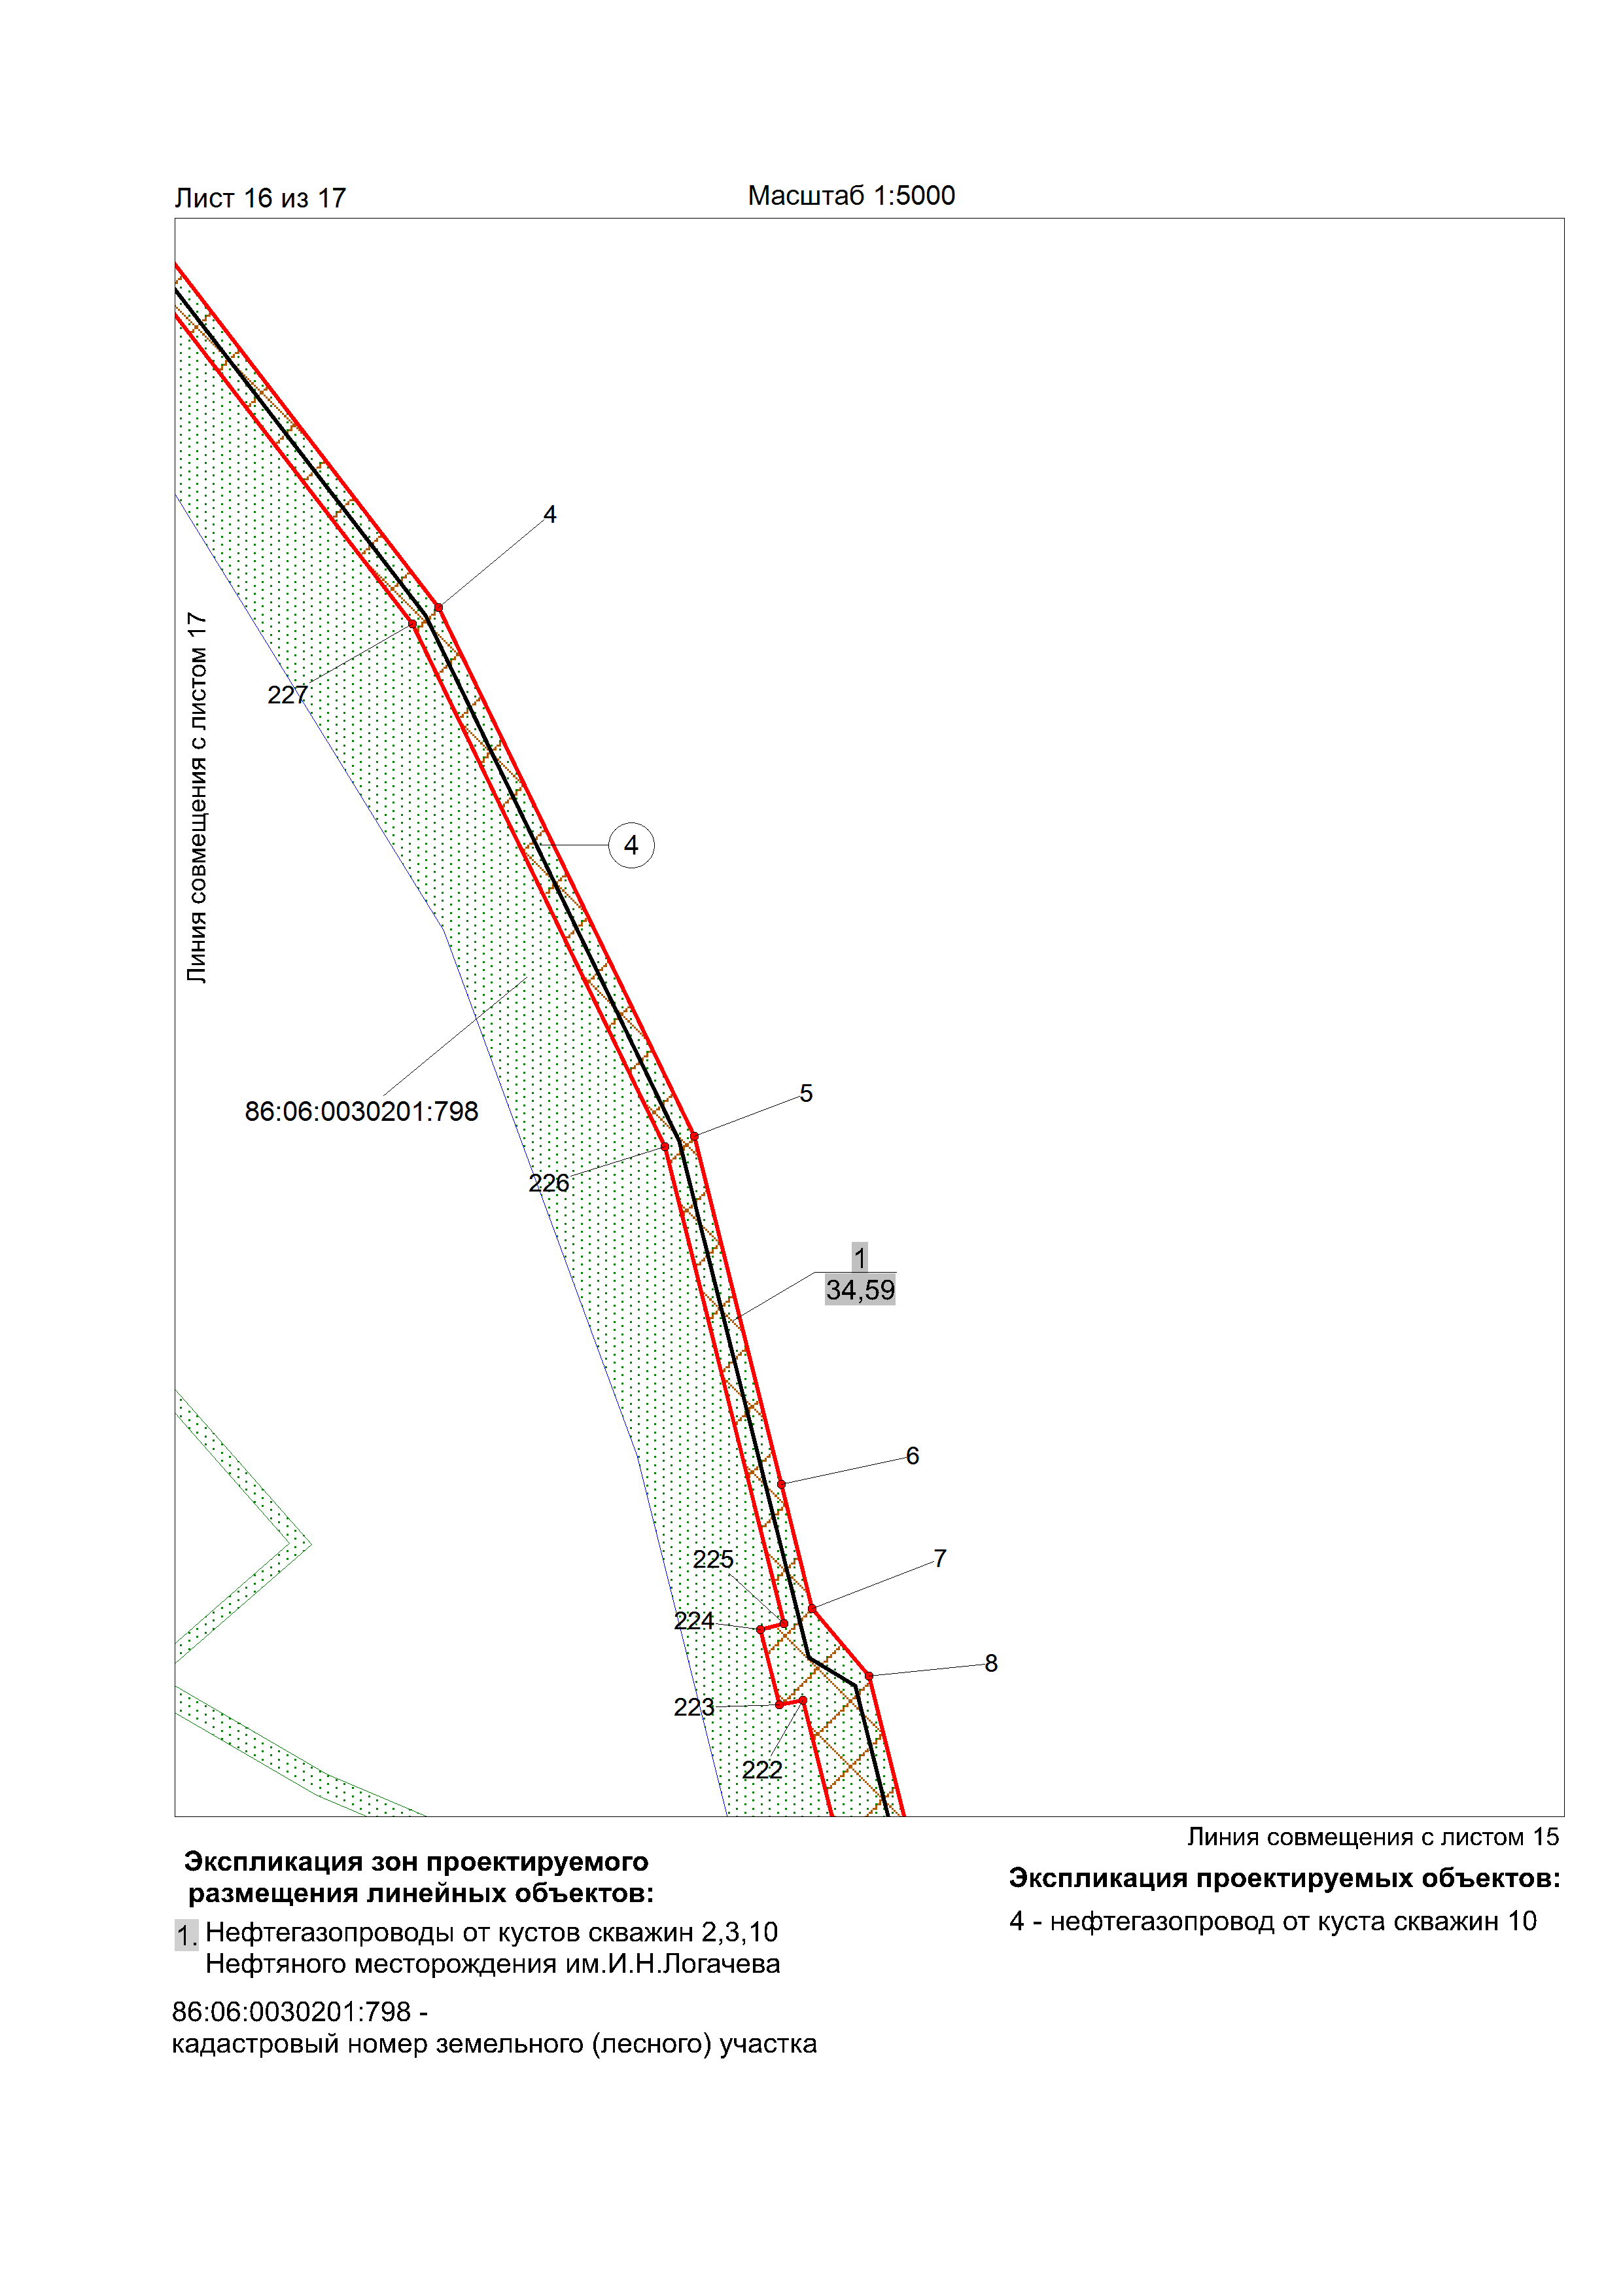 Лист 16 из 17
Масштаб 1:5000
4
227
Линия совмещения с листом 17
4
5
86:06:0030201:798
226
1
34,59
6
7
225
224
8
223
222
Линия совмещения с листом 15
Экспликация зон проектируемого
размещения линейных объектов:
1. Нефтегазопроводы от кустов скважин 2,3,10
Нефтяного месторождения им.И.Н.Логачева
86:06:0030201:798 -
кадастровый номер земельного (лесного) участка
Экспликация проектируемых объектов:
4 - нефтегазопровод от куста скважин 10